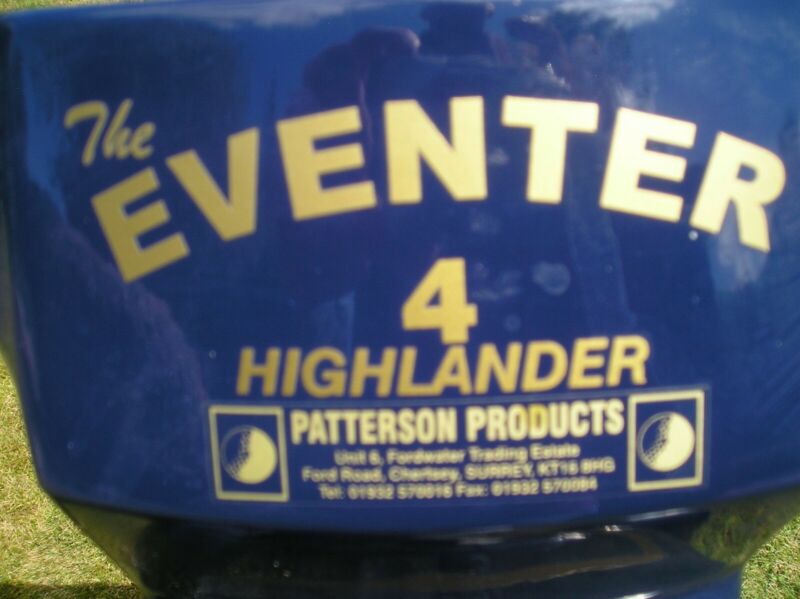 The
EVENTER
4
HIGHLANDER
PATTERSON PRODUCTS
Unit 6, Fordwater Trading Estate
Ford Road, Chertsey, SURREY, KT16 8HG
Tel: 01932 570016 Fax: 01932 570084